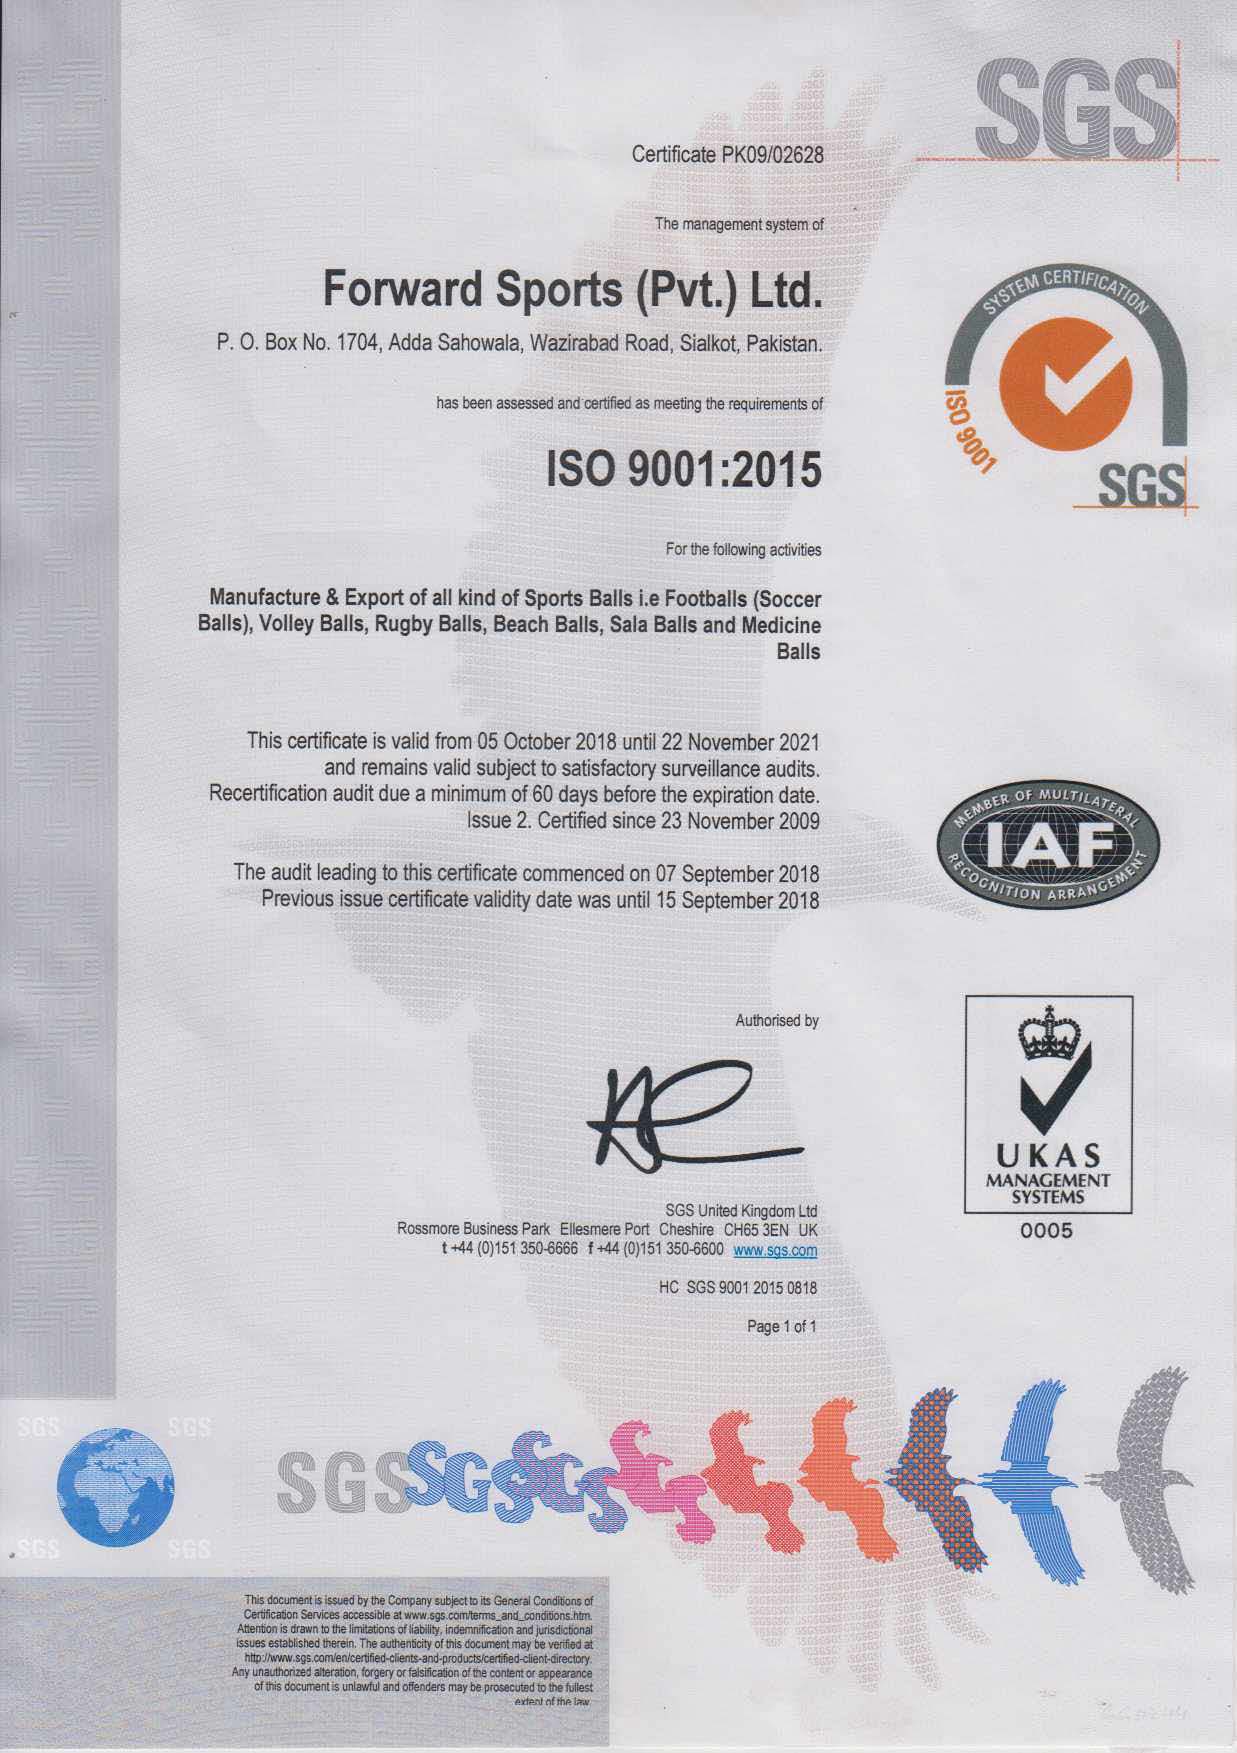 SGS
Certificate PK09/02628
The management system of
Forward Sports (Pvt.) Ltd.
P. O. Box No. 1704, Adda Sahowala, Wazirabad Road, Sialkot, Pakistan.
has been assessed and certified as meeting the requirements of
ISO 9001:2015
SYSTEM CERTIFICATION
ISO 9001
SGS
For the following activities
Manufacture & Export of all kind of Sports Balls i.e Footballs (Soccer
Balls), Volley Balls, Rugby Balls, Beach Balls, Sala Balls and Medicine
Balls
This certificate is valid from 05 October 2018 until 22 November 2021
and remains valid subject to satisfactory surveillance audits.
Recertification audit due a minimum of 60 days before the expiration date.
Issue 2. Certified since 23 November 2009
The audit leading to this certificate commenced on 07 September 2018
Previous issue certificate validity date was until 15 September 2018
MEMBER OF MULTILATERAL
IAF
RECOGNITION ARRANGEMENT
Authorised by
UKAS
MANAGEMENT
SYSTEMS
0005
SGS United Kingdom Ltd
Rossmore Business Park Ellesmere Port Cheshire CH65 3EN UK
t +44 (0)151 350-6666 f +44 (0)151 350-6600 www.sgs.com
HC SGS 9001 2015 0818
Page 1 of 1
SGS SGS
SGS SGS SGS
SGS SGS
This document is issued by the Company subject to its General Conditions of
Certification Services accessible at www.sgs.com/terms_and_conditions.htm.
Attention is drawn to the limitations of liability, indemnification and jurisdictional
issues established therein. The authenticity of this document may be verified at
http://www.sgs.com/en/certified-clients-and-products/certified-client-directory.
Any unauthorized alteration, forgery or falsification of the content or appearance
of this document is unlawful and offenders may be prosecuted to the fullest
extent of the law.